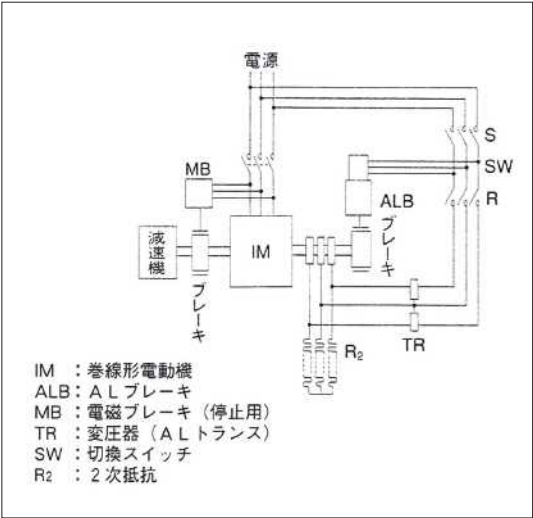 電源
S
MB
SW
ALB
R
減速機
IM
ブレーキ
ブレーキ
R₂
TR
IM ：巻線形電動機
ALB：ＡＬブレーキ
MB ：電磁ブレーキ（停止用）
TR ：変圧器（ＡＬトランス）
SW ：切換スイッチ
R₂ ：２次抵抗